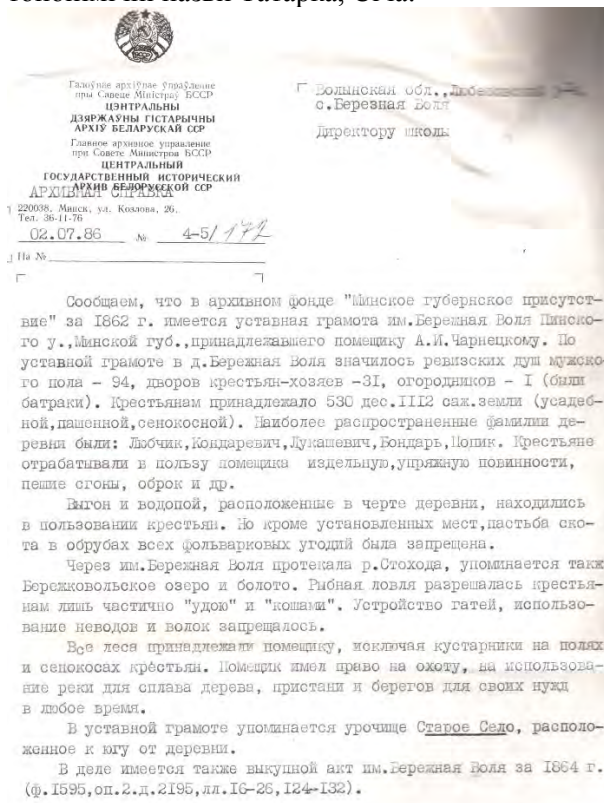 Галоўнае архіўнае ўпраўленне
пры Савеце Міністраў БССР
ЦЭНТРАЛЬНЫ
ДЗЯРЖАЎНЫ ГІСТАРЫЧНЫ
АРХІЎ БЕЛАРУСКАЙ ССР
Главное архивное управление
при Совете Министров БССР
ЦЕНТРАЛЬНЫЙ
ГОСУДАРСТВЕННЫЙ ИСТОРИЧЕСКИЙ
АРХИВ БЕЛОРУССКОЙ ССР
АРХИВНАЯ СПРАВКА
220038, Минск, ул. Козлова, 26.
Тел. 36-11-76
02.07.86 № 4-5/172
На №
Волынская обл., Любешовский р-н
с.Березная Воля
Директору школы
Сообщаем, что в архивном фонде "Минское губернское присутст-
вие" за 1862 г. имеется уставная грамота им.Бережная Воля Пинско-
го у.,Минской губ.,принадлежавшего помещику А.И.Чарнецкому. По
уставной грамоте в д.Бережная Воля значилось ревизских душ мужско-
го пола - 94, дворов крестьян-хозяев -31, огородников - I (были
батраки). Крестьянам принадлежало 530 дес.III2 саж.земли (усадеб-
ной,пашенной,сенокосной). Наиболее распространенные фамилии де-
ревни были: Любчик,Кондаревич,Лукашевич,Бондарь,Попик. Крестьяне
отрабатывали в пользу помещика издельную,упряжную повинности,
пешие сгоны, оброк и др.
Выгон и водопой, расположенные в черте деревни, находились
в пользовании крестьян. Но кроме установленных мест,пастьба ско-
та в обрубах всех фольварковых угодий была запрещена.
Через им.Бережная Воля протекала р.Стохода, упоминается такж
Бережковольское озеро и болото. Рыбная ловля разрешалась крестья-
нам лишь частично "удою" и "кошами". Устройство гатей, использо-
вание неводов и волок запрещалось.
Все леса принадлежали помещику, исключая кустарники на полях
и сенокосах крестьян. Помещик имел право на охоту, на использова-
ние реки для сплава дерева, пристани и берегов для своих нужд
в любое время.
В уставной грамоте упоминается урочище Старое Село, располо-
женное к югу от деревни.
В деле имеется также выкупной акт им.Бережная Воля за 1864 г.
(ф.1595,оп.2.д.2195,лл.16-26,124-132).